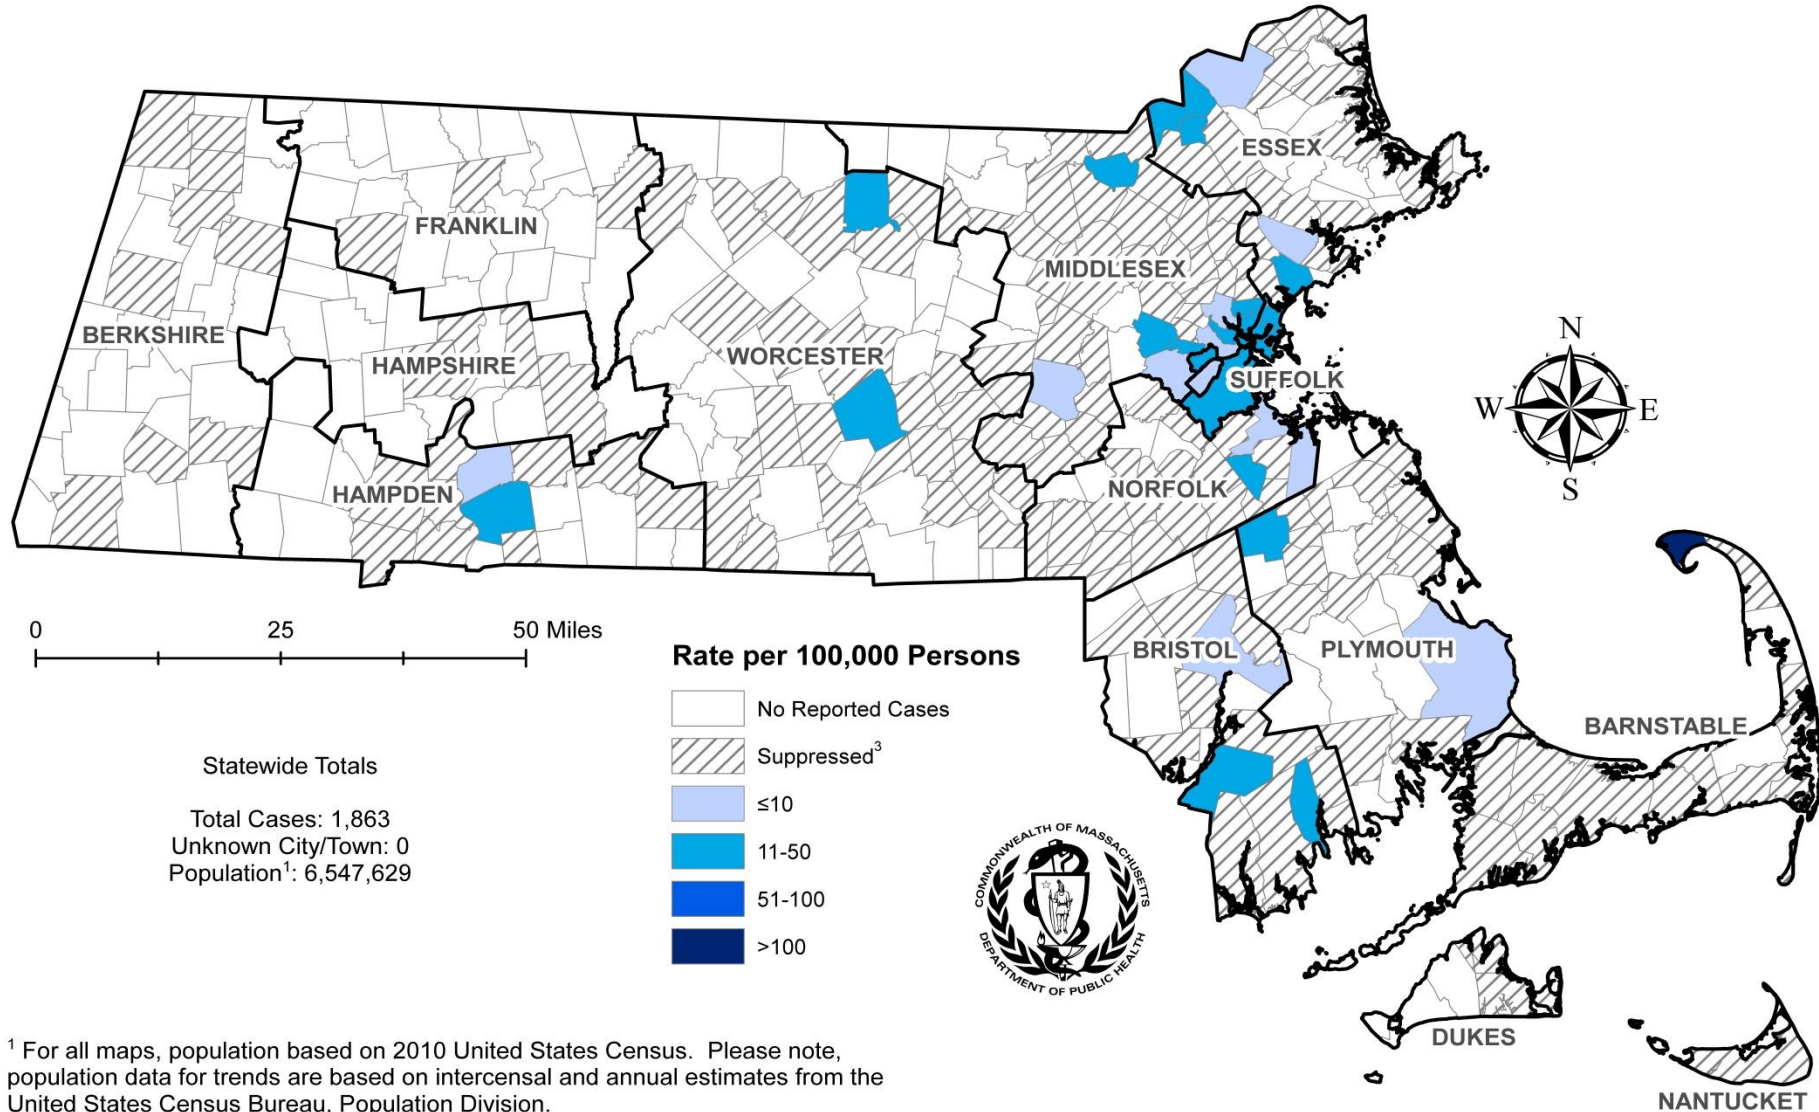 ESSEX
FRANKLIN
MIDDLESEX
BERKSHIRE
HAMPSHIRE
WORCESTER
SUFFOLK
HAMPDEN
NORFOLK
BRISTOL
PLYMOUTH
BARNSTABLE
DUKES
NANTUCKET
N
W E
S
0 25 50 Miles
Statewide Totals
Total Cases: 1,863
Unknown City/Town: 0
Population¹: 6,547,629
Rate per 100,000 Persons
No Reported Cases
Suppressed³
≤10
11-50
51-100
>100
COMMONWEALTH OF MASSACHUSETTS
DEPARTMENT OF PUBLIC HEALTH
¹ For all maps, population based on 2010 United States Census. Please note,
population data for trends are based on intercensal and annual estimates from the
United States Census Bureau, Population Division.